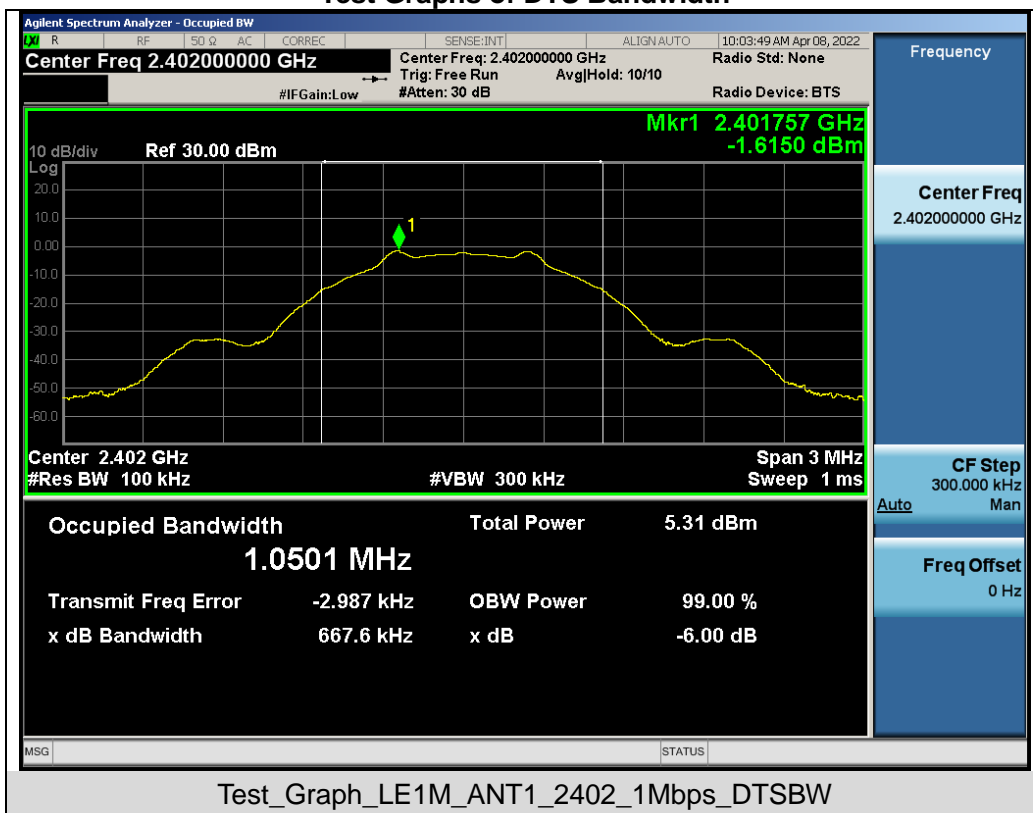 Test Graphs of DTS Bandwidth
Agilent Spectrum Analyzer - Occupied BW
LXI R RF 50 Ω AC CORREC SENSE:INT ALIGN AUTO 10:03:49 AM Apr 08, 2022
Center Freq 2.402000000 GHz
Center Freq: 2.402000000 GHz
Radio Std: None
Trig: Free Run Avg|Hold: 10/10
#IFGain:Low
#Atten: 30 dB
Radio Device: BTS
Frequency
Mkr1 2.401757 GHz
-1.6150 dBm
10 dB/div Ref 30.00 dBm
Log
20.0
10.0
0.00
-10.0
-20.0
-30.0
-40.0
-50.0
-60.0
1
Center 2.402 GHz
Span 3 MHz
#Res BW 100 kHz
#VBW 300 kHz
Sweep 1 ms
Center Freq
2.402000000 GHz
CF Step
300.000 kHz
Auto Man
Freq Offset
0 Hz
Occupied Bandwidth
Total Power 5.31 dBm
1.0501 MHz
Transmit Freq Error -2.987 kHz
OBW Power 99.00 %
x dB Bandwidth 667.6 kHz
x dB -6.00 dB
MSG
STATUS
Test_Graph_LE1M_ANT1_2402_1Mbps_DTSBW